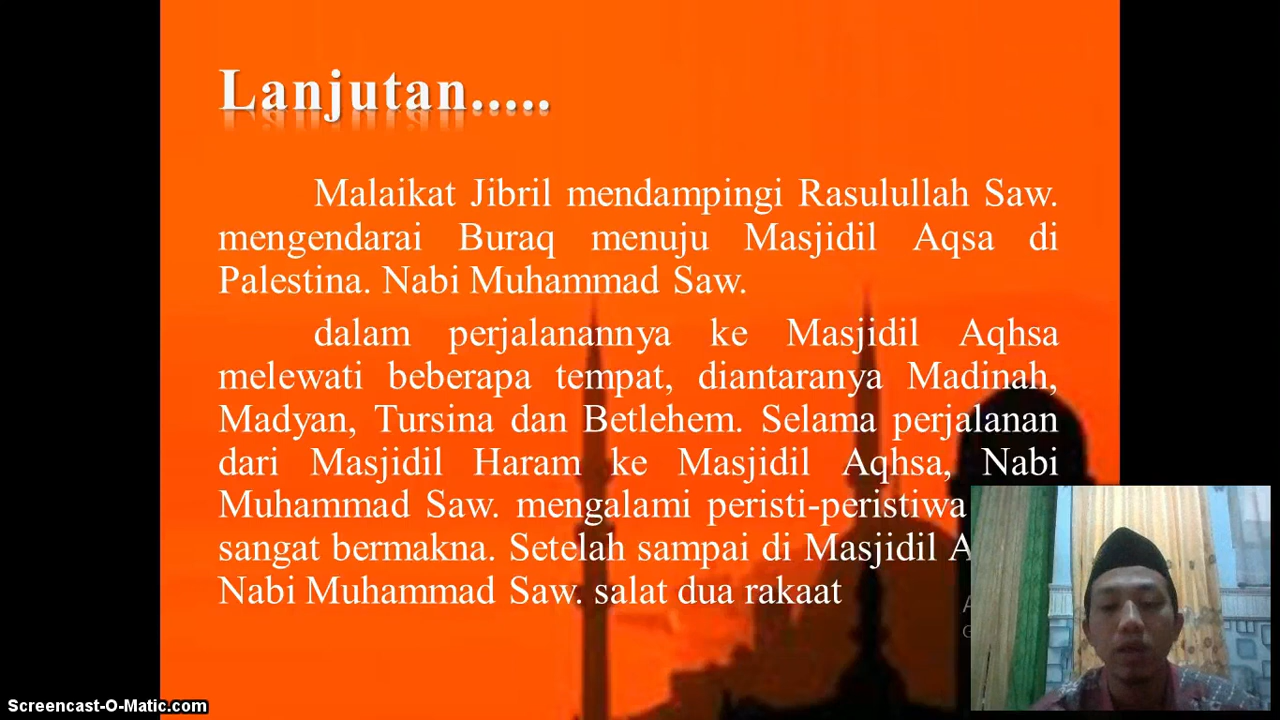 Lanjutan.....
Malaikat Jibril mendampingi Rasulullah Saw.
mengendarai Buraq menuju Masjidil Aqsa di
Palestina. Nabi Muhammad Saw.
dalam perjalanannya ke Masjidil Aqhsa
melewati beberapa tempat, diantaranya Madinah,
Madyan, Tursina dan Betlehem. Selama perjalanan
dari Masjidil Haram ke Masjidil Aqhsa, Nabi
Muhammad Saw. mengalami peristi-peristiwa
sangat bermakna. Setelah sampai di Masjidil
Nabi Muhammad Saw. salat dua rakaat
Screencast-O-Matic.com